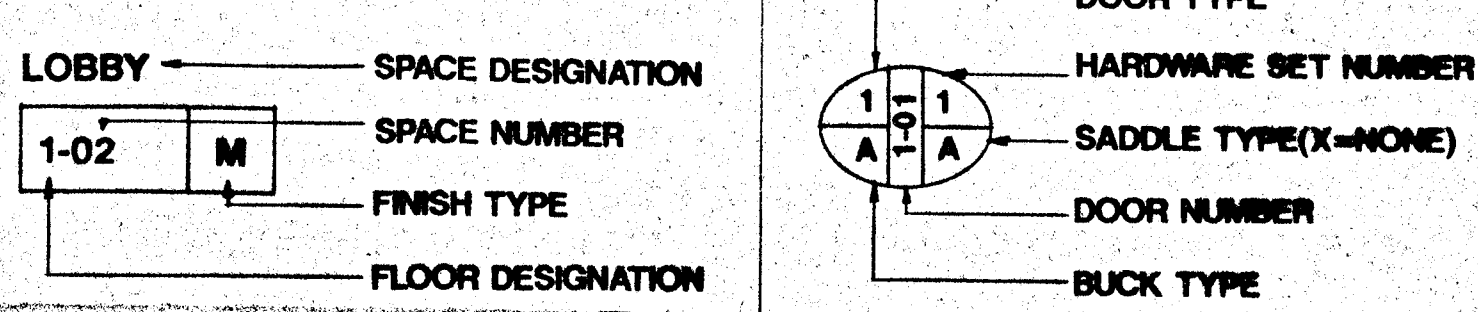 LOBBY
SPACE DESIGNATION
1-02
M
SPACE NUMBER
FINISH TYPE
FLOOR DESIGNATION
DOOR TYPE
HARDWARE SET NUMBER
1
1-01
1
A
A
SADDLE TYPE(X=NONE)
DOOR NUMBER
BUCK TYPE